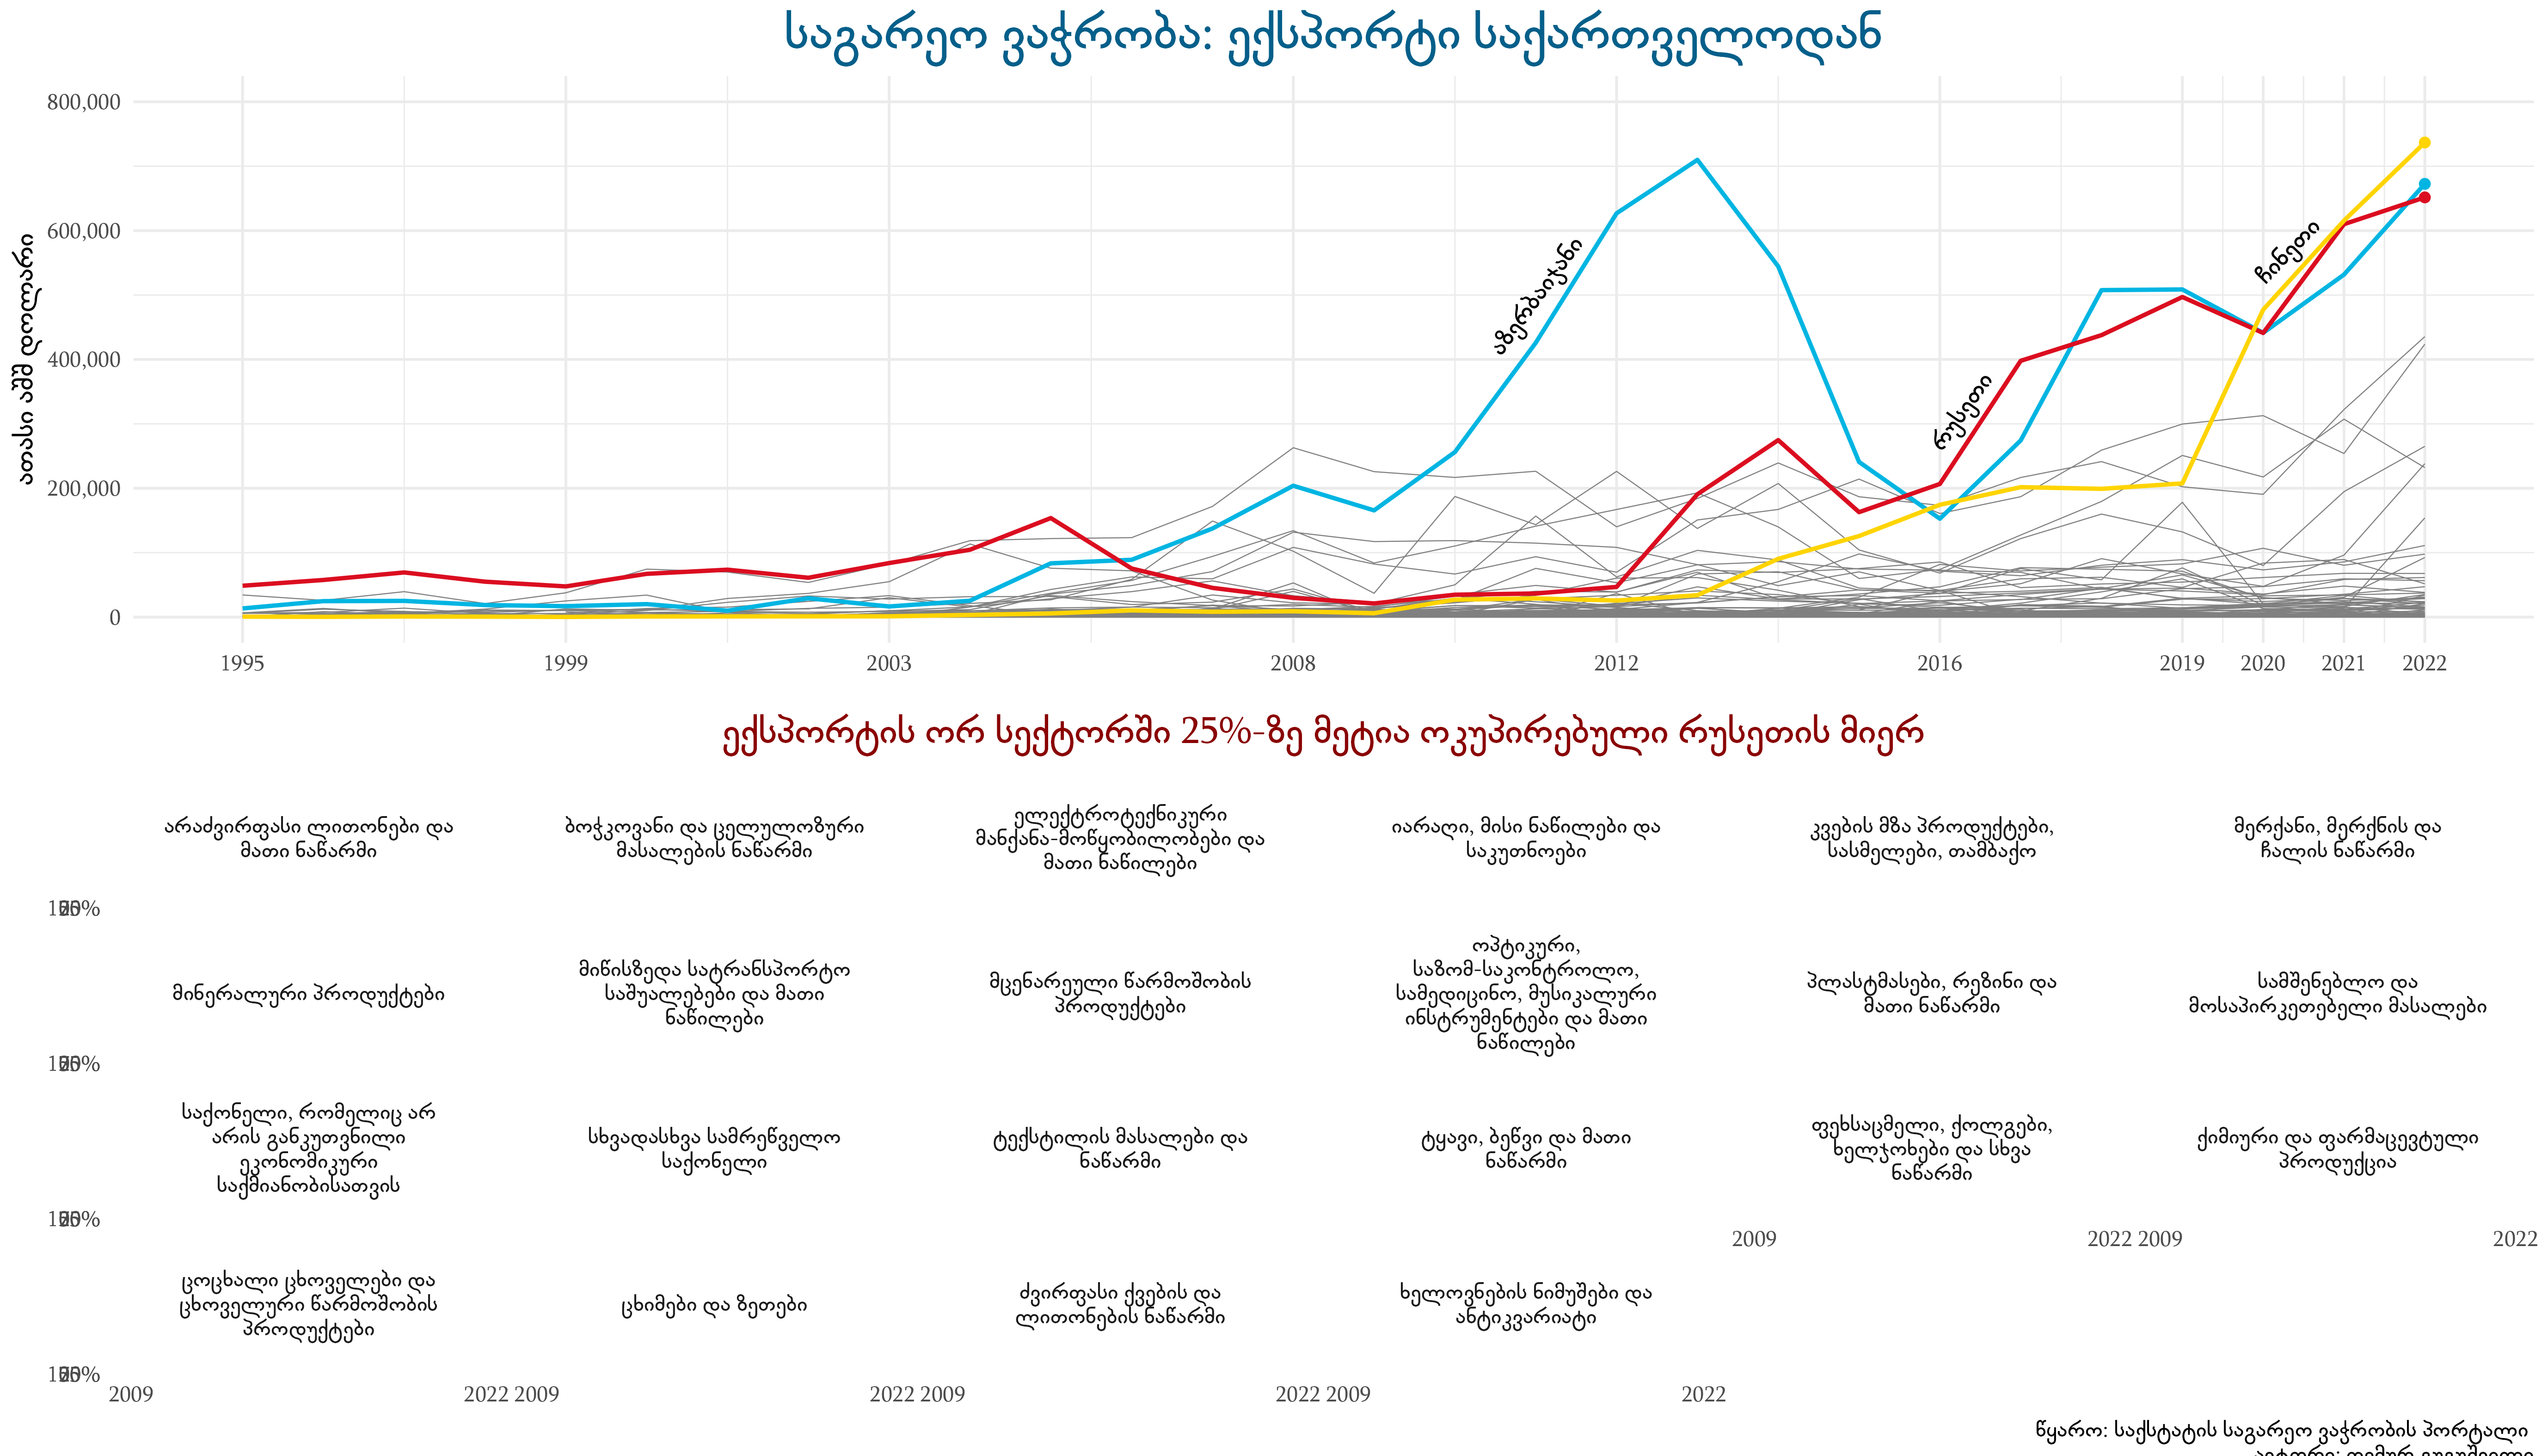 საგარეო ვაჭრობა: ექსპორტი საქართველოდან
800,000
600,000
400,000
200,000
0
ათასი აშშ დოლარი
აზერბაიჯანი
რუსეთი
ჩინეთი
1995 1999 2003 2008 2012 2016 2019 2020 2021 2022
ექსპორტის ორ სექტორში 25%-ზე მეტია ოკუპირებული რუსეთის მიერ
არაძვირფასი ლითონები და
მათი ნაწარმი
ბოჭკოვანი და ცელულოზური
მასალების ნაწარმი
ელექტროტექნიკური
მანქანა-მოწყობილობები და
მათი ნაწილები
იარაღი, მისი ნაწილები და
საკუთნოები
კვების მზა პროდუქტები,
სასმელები, თამბაქო
მერქანი, მერქნის და
ჩალის ნაწარმი
მინერალური პროდუქტები
მიწისზედა სატრანსპორტო
საშუალებები და მათი
ნაწილები
მცენარეული წარმოშობის
პროდუქტები
ოპტიკური,
საზომ-საკონტროლო,
სამედიცინო, მუსიკალური
ინსტრუმენტები და მათი
ნაწილები
პლასტმასები, რეზინი და
მათი ნაწარმი
სამშენებლო და
მოსაპირკეთებელი მასალები
საქონელი, რომელიც არ
არის განკუთვნილი
ეკონომიკური
საქმიანობისათვის
სხვადასხვა სამრეწველო
საქონელი
ტექსტილის მასალები და
ნაწარმი
ტყავი, ბეწვი და მათი
ნაწარმი
ფეხსაცმელი, ქოლგები,
ხელჯოხები და სხვა
ნაწარმი
ქიმიური და ფარმაცევტული
პროდუქცია
2009 2022 2009 2022
ცოცხალი ცხოველები და
ცხოველური წარმოშობის
პროდუქტები
ცხიმები და ზეთები
ძვირფასი ქვების და
ლითონების ნაწარმი
ხელოვნების ნიმუშები და
ანტიკვარიატი
2009 2022 2009 2022 2009 2022 2009 2022
წყარო: საქსტატის საგარეო ვაჭრობის პორტალი